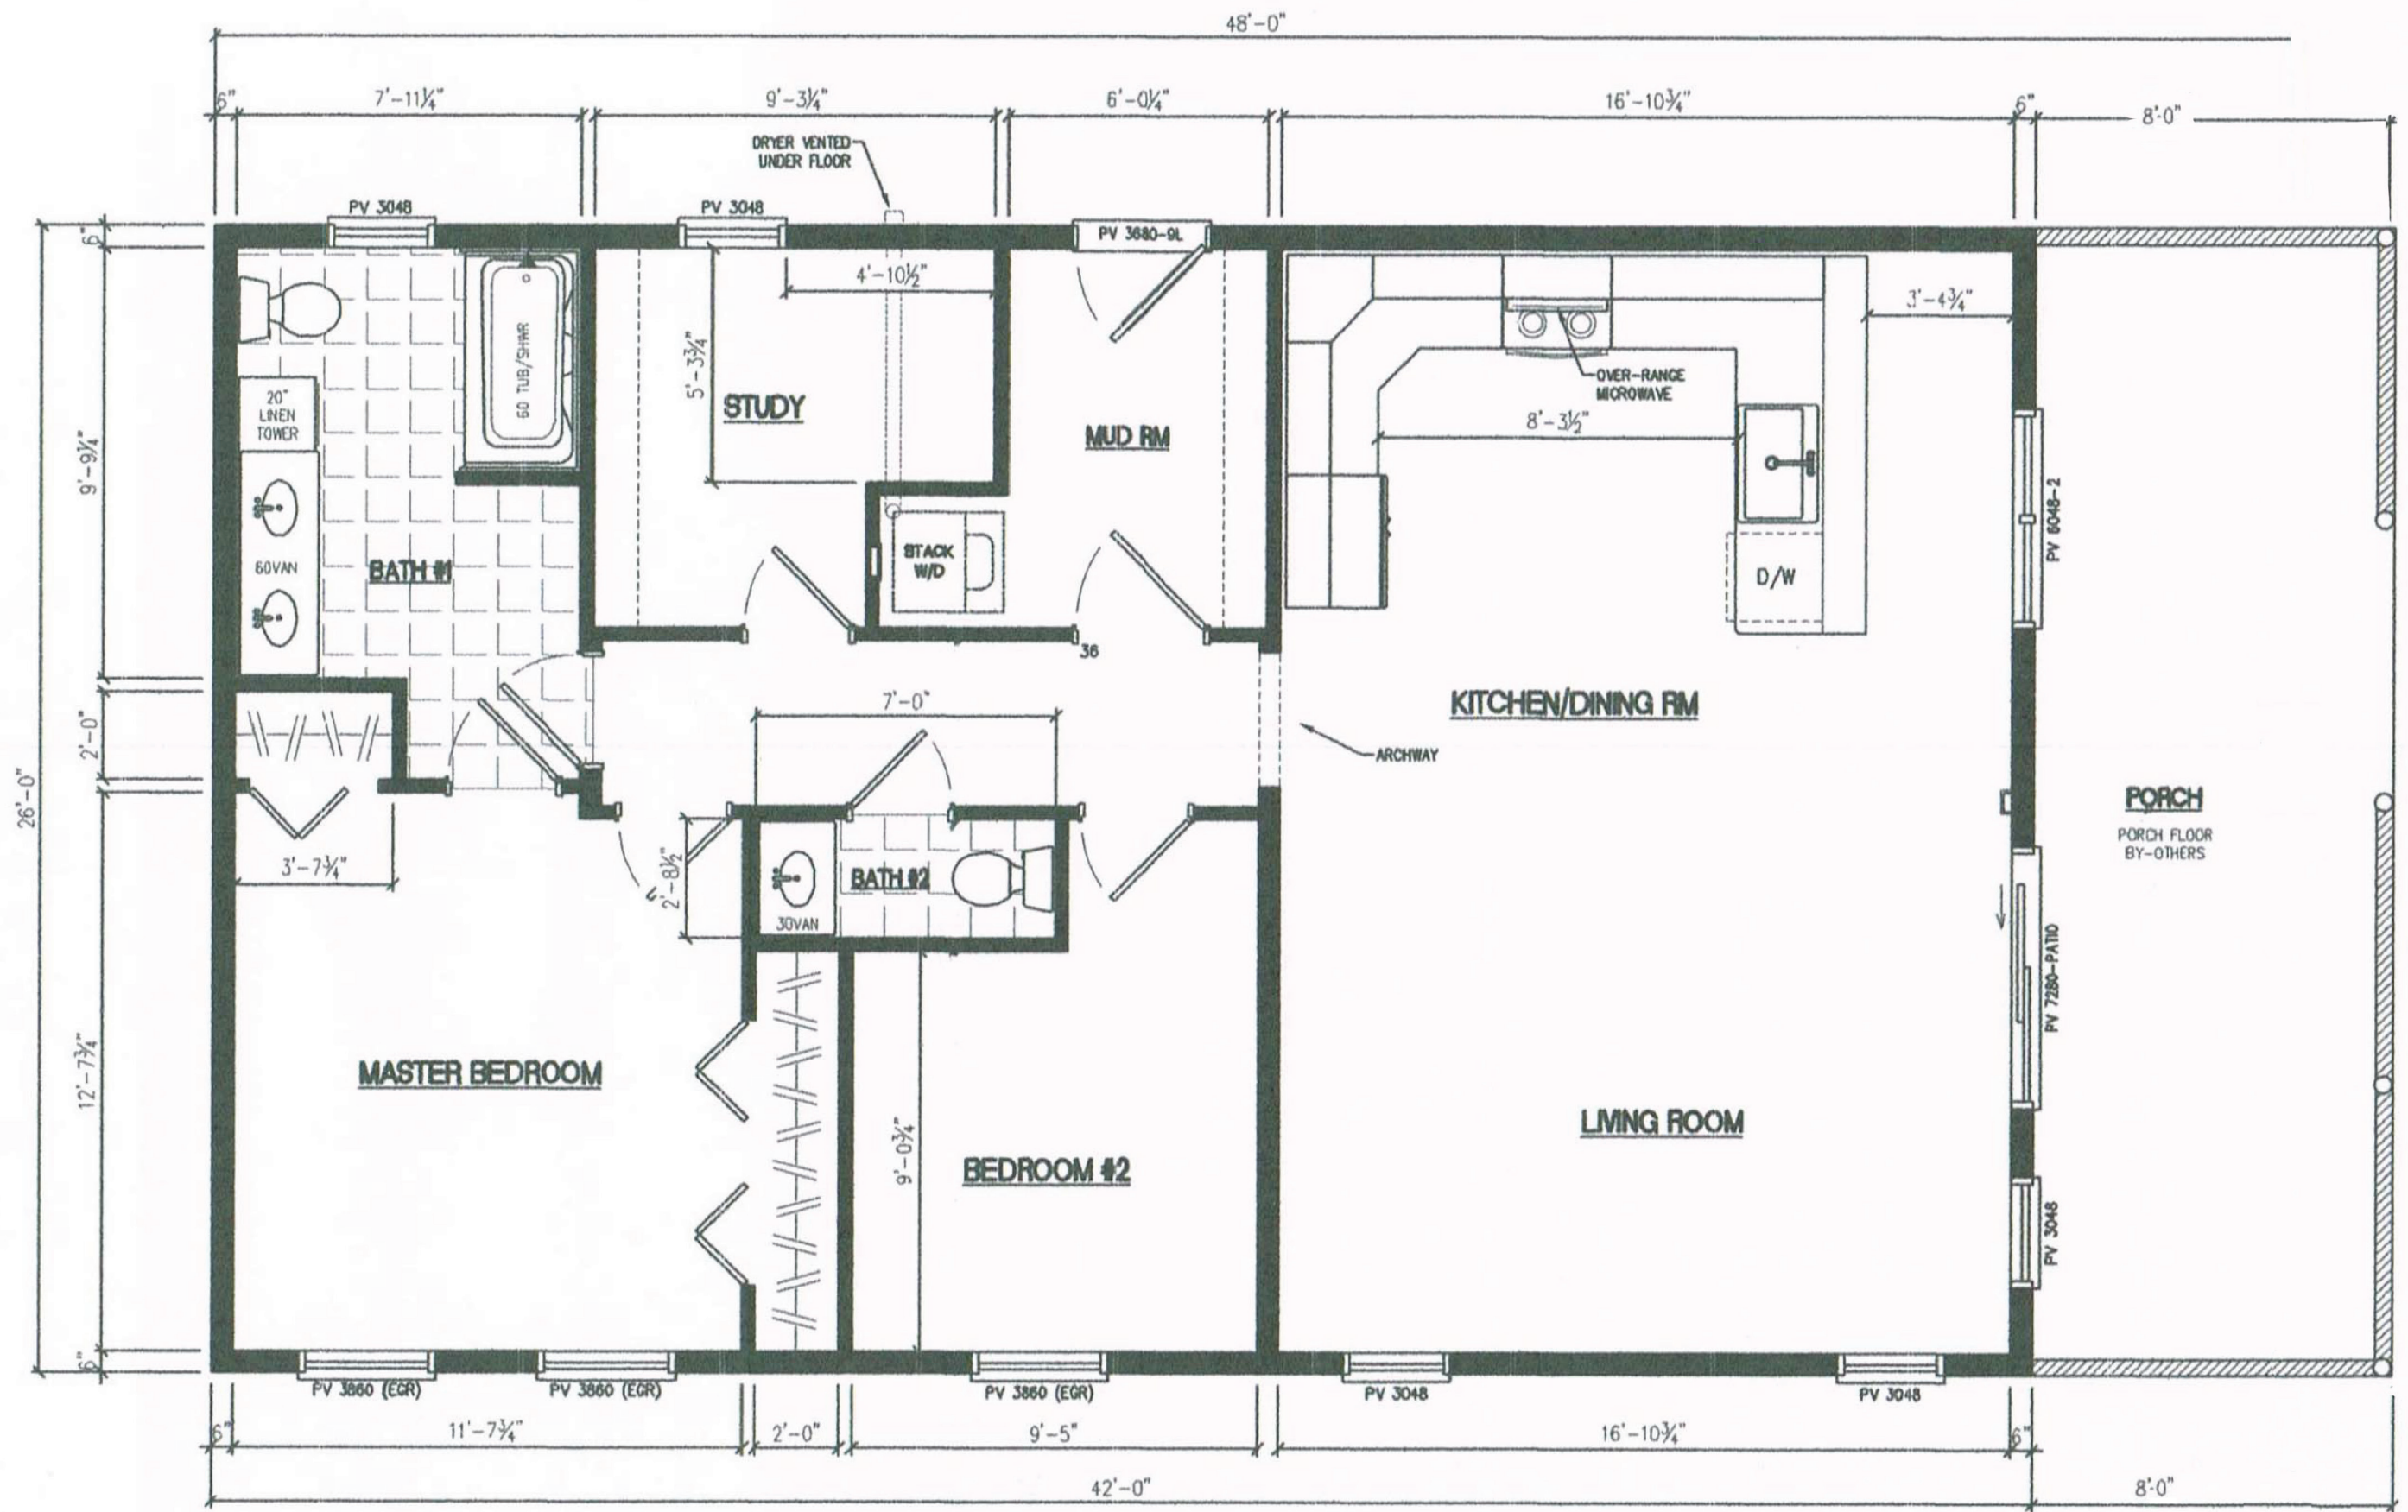 48'-0"
6"
7'-11¼"
9'-3¼"
6'-0¼"
16'-10¾"
6"
8'-0"
DRYER VENTED
UNDER FLOOR
PV 3048
PV 3048
PV 3680-9L
6"
4'-10½"
3'-4¾"
5'-3¾"
60 TUB/SHWR
20"
LINEN
TOWER
STUDY
MUD RM
OVER-RANGE
MICROWAVE
8'-3½"
9'-9¼"
PV 6048-2
STACK
W/D
60VAN
BATH #1
D/W
36
7'-0"
KITCHEN/DINING RM
2'-0"
ARCHWAY
26'-0"
PORCH
PORCH FLOOR
BY-OTHERS
3'-7¾"
2'-8½"
BATH #2
30VAN
PV 7280-PATIO
12'-7¾"
MASTER BEDROOM
LIVING ROOM
9'-0¾"
BEDROOM #2
PV 3048
6"
PV 3860 (EGR)
PV 3860 (EGR)
PV 3860 (EGR)
PV 3048
PV 3048
6"
11'-7¾"
2'-0"
9'-5"
16'-10¾"
6"
42'-0"
8'-0"